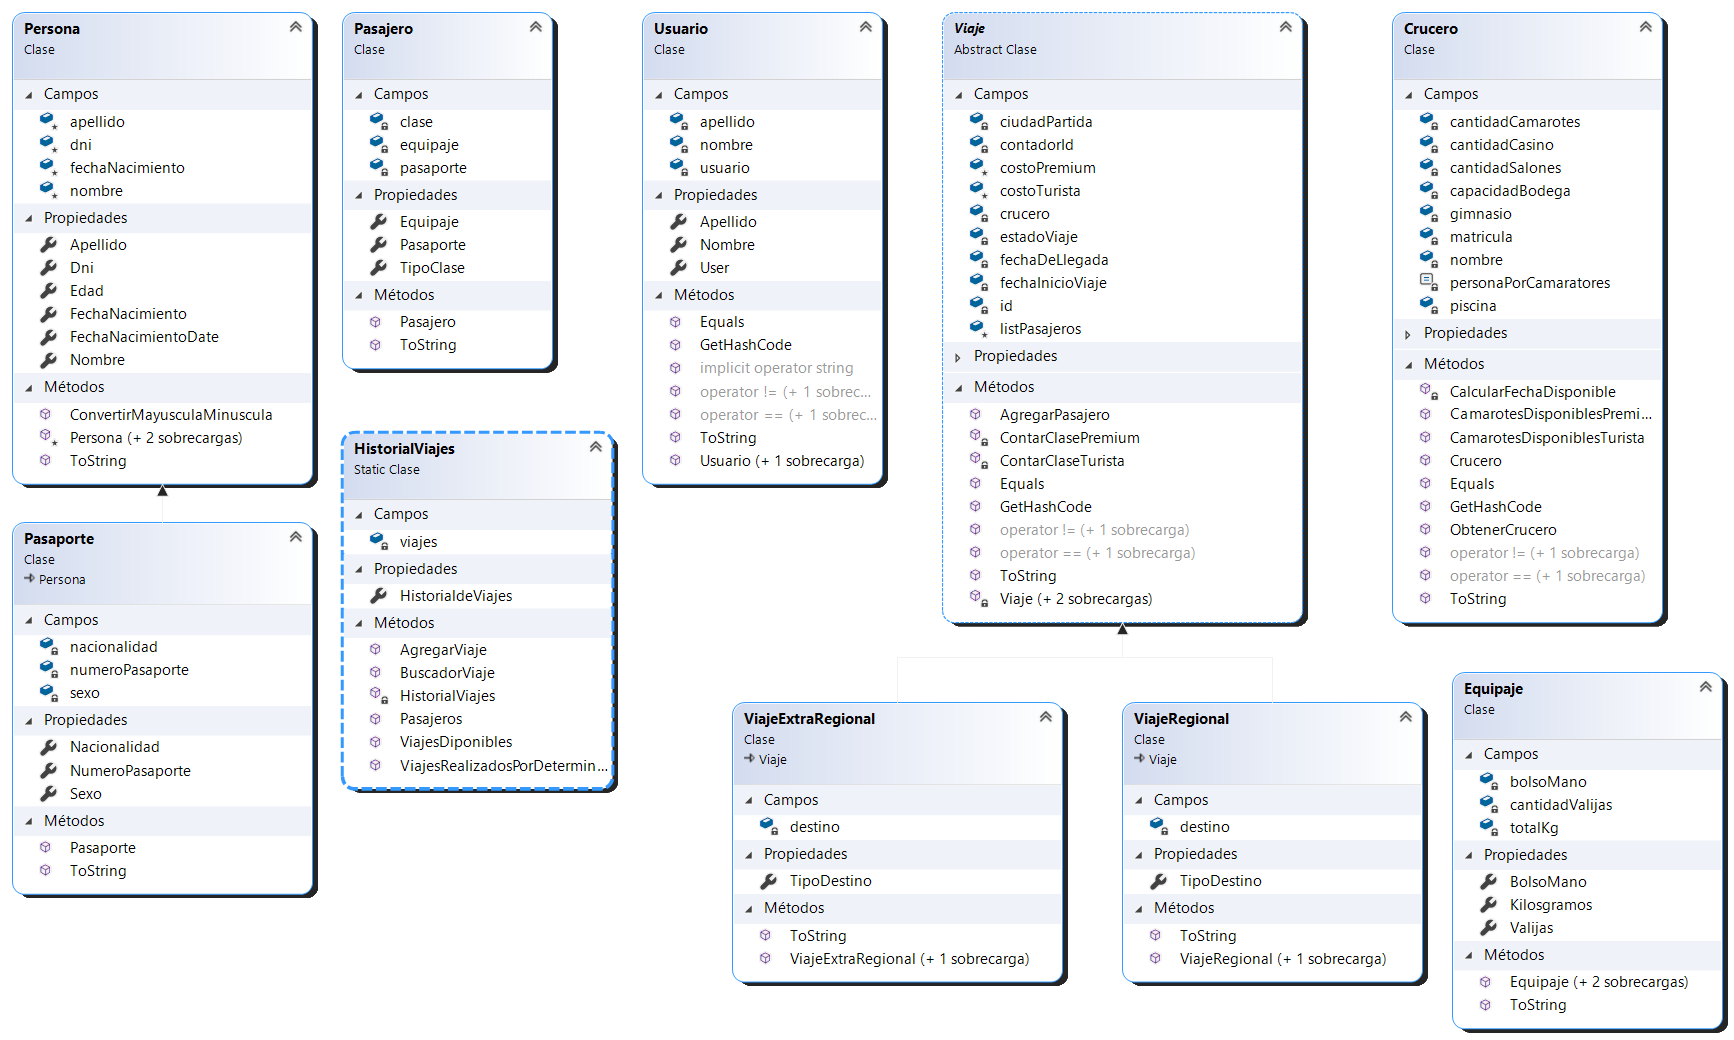 Persona
Clase
Campos
apellido
dni
fechaNacimiento
nombre
Propiedades
Apellido
Dni
Edad
FechaNacimiento
FechaNacimientoDate
Nombre
Métodos
ConvertirMayusculaMinuscula
Persona (+ 2 sobrecargas)
ToString
Pasaporte
Clase
Persona
Campos
nacionalidad
numeroPasaporte
sexo
Propiedades
Nacionalidad
NumeroPasaporte
Sexo
Métodos
Pasaporte
ToString
Pasajero
Clase
Campos
clase
equipaje
pasaporte
Propiedades
Equipaje
Pasaporte
TipoClase
Métodos
Pasajero
ToString
HistorialViajes
Static Clase
Campos
viajes
Propiedades
HistorialdeViajes
Métodos
AgregarViaje
BuscadorViaje
HistorialViajes
Pasajeros
ViajesDiponibles
ViajesRealizadosPorDetermin...
Usuario
Clase
Campos
apellido
nombre
usuario
Propiedades
Apellido
Nombre
User
Métodos
Equals
GetHashCode
implicit operator string
operator != (+ 1 sobrec...
operator == (+ 1 sobrec...
ToString
Usuario (+ 1 sobrecarga)
Viaje
Abstract Clase
Campos
ciudadPartida
contadorId
costoPremium
costoTurista
crucero
estadoViaje
fechaDeLlegada
fechaInicioViaje
id
listPasajeros
Propiedades
Métodos
AgregarPasajero
ContarClasePremium
ContarClaseTurista
Equals
GetHashCode
operator != (+ 1 sobrecarga)
operator == (+ 1 sobrecarga)
ToString
Viaje (+ 2 sobrecargas)
ViajeExtraRegional
Clase
Viaje
Campos
destino
Propiedades
TipoDestino
Métodos
ToString
ViajeExtraRegional (+ 1 sobrecarga)
ViajeRegional
Clase
Viaje
Campos
destino
Propiedades
TipoDestino
Métodos
ToString
ViajeRegional (+ 1 sobrecarga)
Crucero
Clase
Campos
cantidadCamarotes
cantidadCasino
cantidadSalones
capacidadBodega
gimnasio
matricula
nombre
personaPorCamaratores
piscina
Propiedades
Métodos
CalcularFechaDisponible
CamarotesDisponiblesPremi...
CamarotesDisponiblesTurista
Crucero
Equals
GetHashCode
ObtenerCrucero
operator != (+ 1 sobrecarga)
operator == (+ 1 sobrecarga)
ToString
Equipaje
Clase
Campos
bolsoMano
cantidadValijas
totalKg
Propiedades
BolsoMano
Kilosgramos
Valijas
Métodos
Equipaje (+ 2 sobrecargas)
ToString